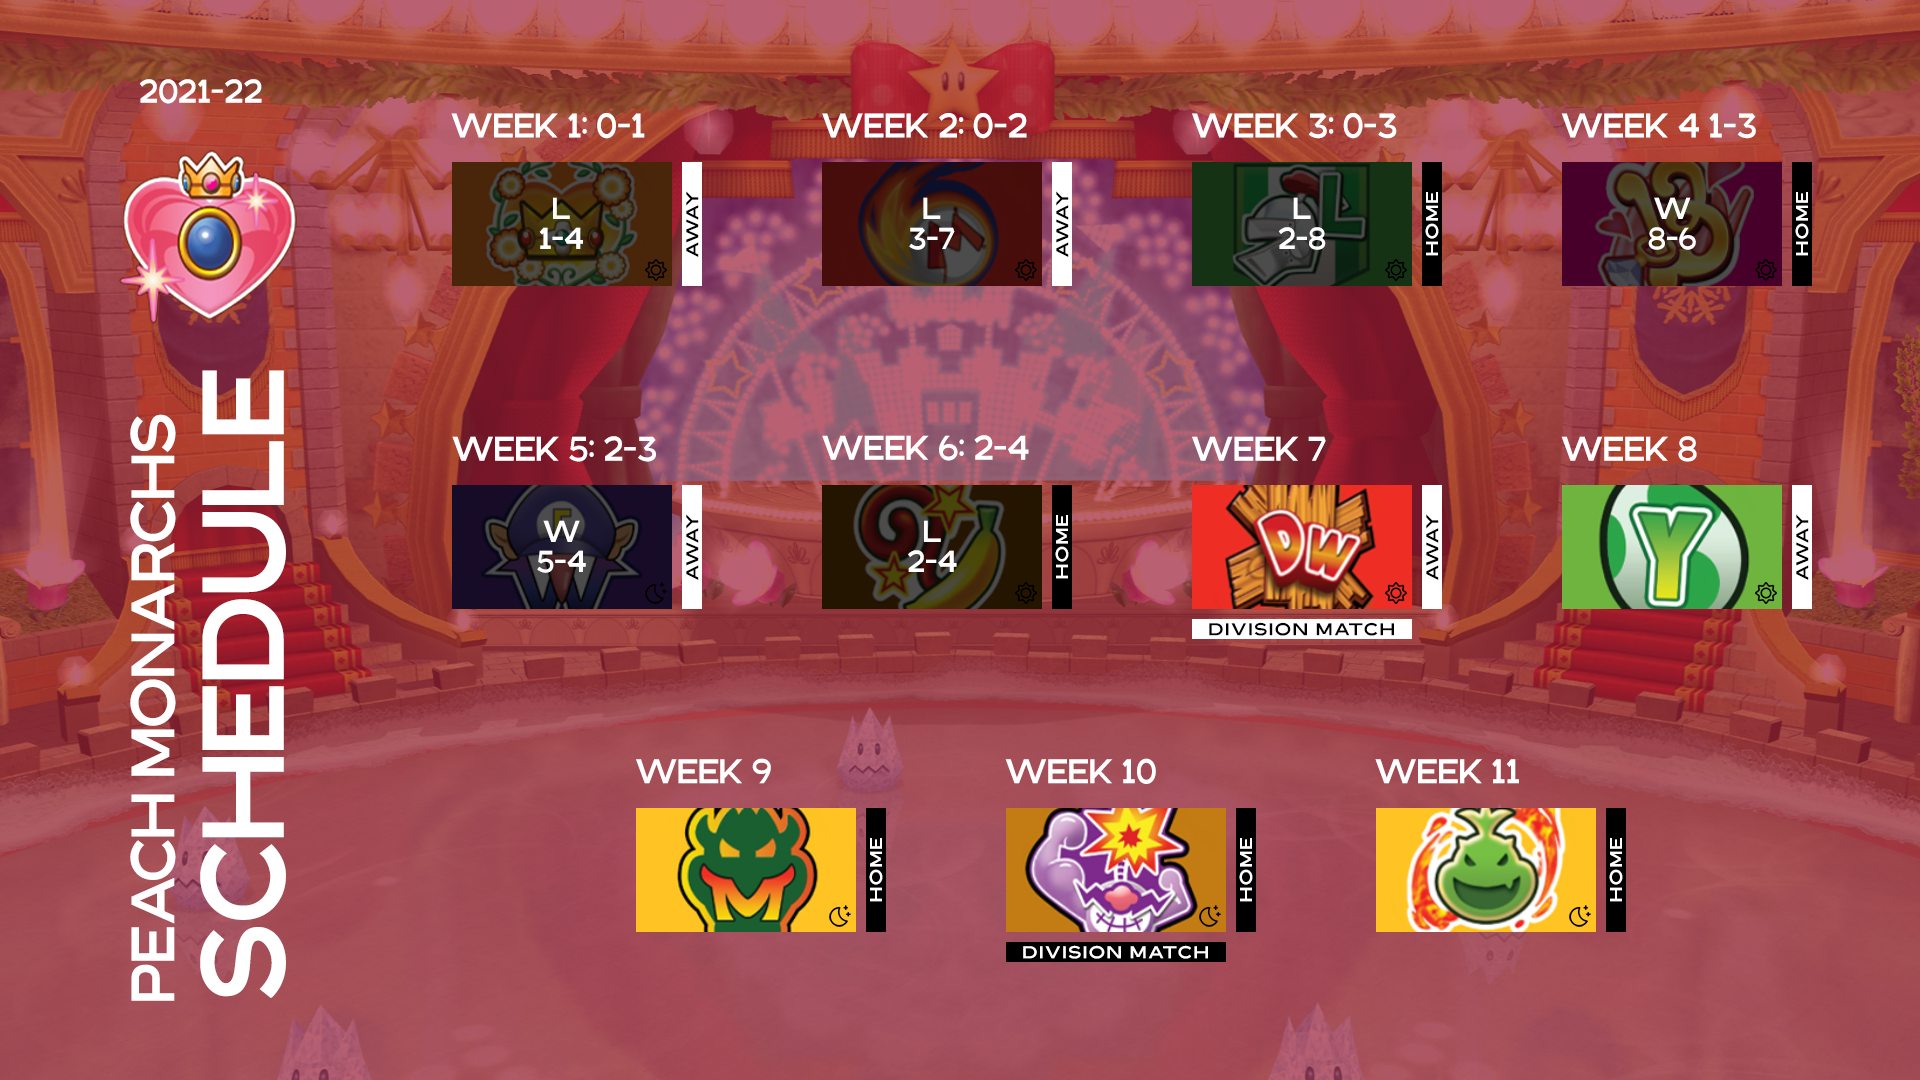 2021-22
PEACH MONARCHS
SCHEDULE
WEEK 1: 0-1
L
1-4
AWAY
WEEK 2: 0-2
L
3-7
AWAY
WEEK 3: 0-3
L
L
2-8
HOME
WEEK 4 1-3
W
8-6
HOME
WEEK 5: 2-3
W
5-4
AWAY
WEEK 6: 2-4
L
2-4
HOME
WEEK 7
DW
AWAY
DIVISION MATCH
WEEK 8
Y
AWAY
WEEK 9
M
HOME
WEEK 10
HOME
DIVISION MATCH
WEEK 11
HOME